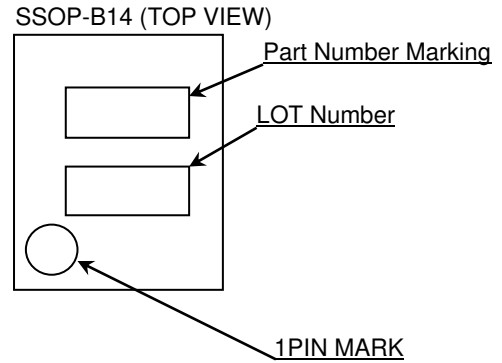 SSOP-B14 (TOP VIEW)
Part Number Marking
LOT Number
1PIN MARK